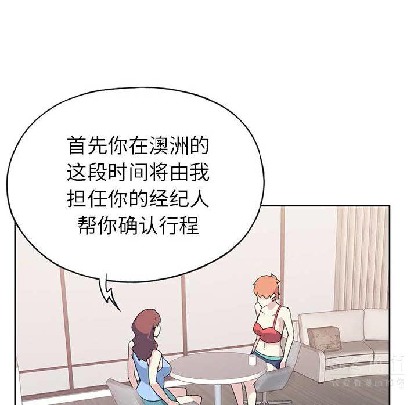 首先你在澳洲的
这段时间将由我
担任你的经纪人
帮你确认行程